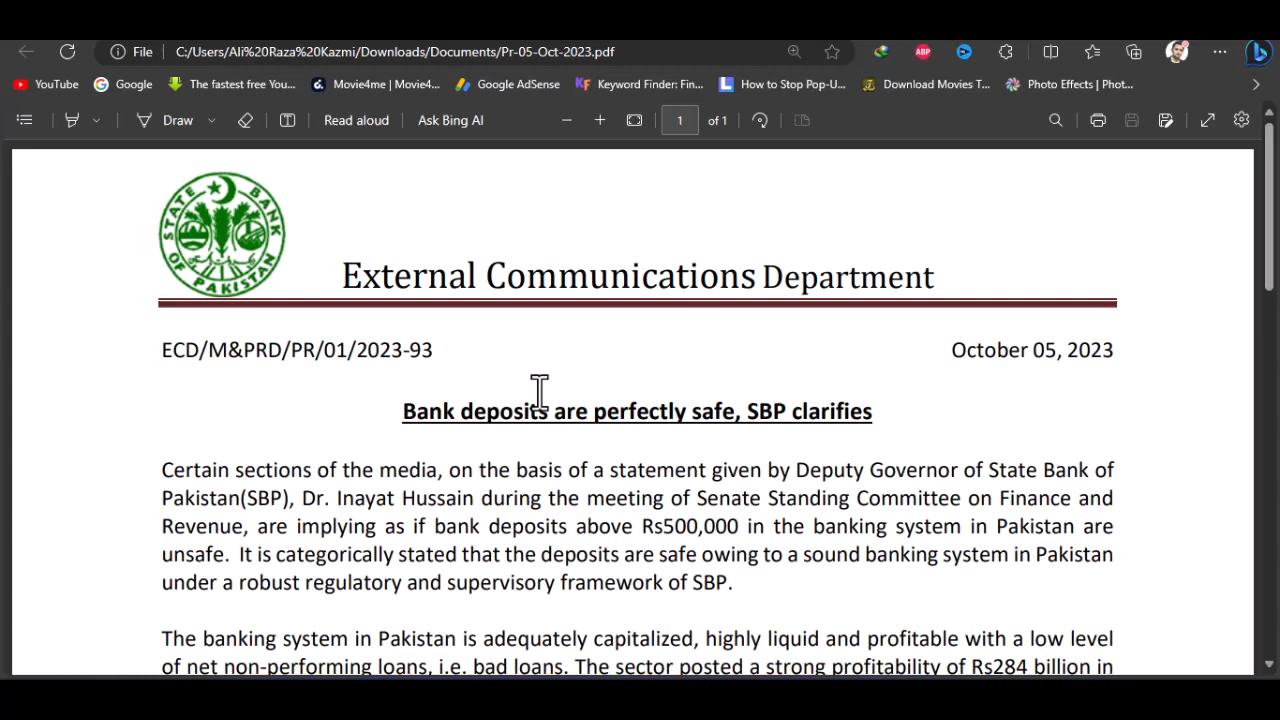 File C:/Users/Ali%20Raza%20Kazmi/Downloads/Documents/Pr-05-Oct-2023.pdf ABP
YouTube Google The fastest free You... Movie4me | Movie4... Google AdSense KF Keyword Finder: Fin... L How to Stop Pop-U... Download Movies T... Photo Effects | Phot...
Draw Read aloud Ask Bing AI 1 of 1
STATE BANK OF PAKISTAN
External Communications Department
ECD/M&PRD/PR/01/2023-93 October 05, 2023
Bank deposits are perfectly safe, SBP clarifies
Certain sections of the media, on the basis of a statement given by Deputy Governor of State Bank of
Pakistan(SBP), Dr. Inayat Hussain during the meeting of Senate Standing Committee on Finance and
Revenue, are implying as if bank deposits above Rs500,000 in the banking system in Pakistan are
unsafe. It is categorically stated that the deposits are safe owing to a sound banking system in Pakistan
under a robust regulatory and supervisory framework of SBP.
The banking system in Pakistan is adequately capitalized, highly liquid and profitable with a low level
of net non-performing loans, i.e. bad loans. The sector posted a strong profitability of Rs284 billion in